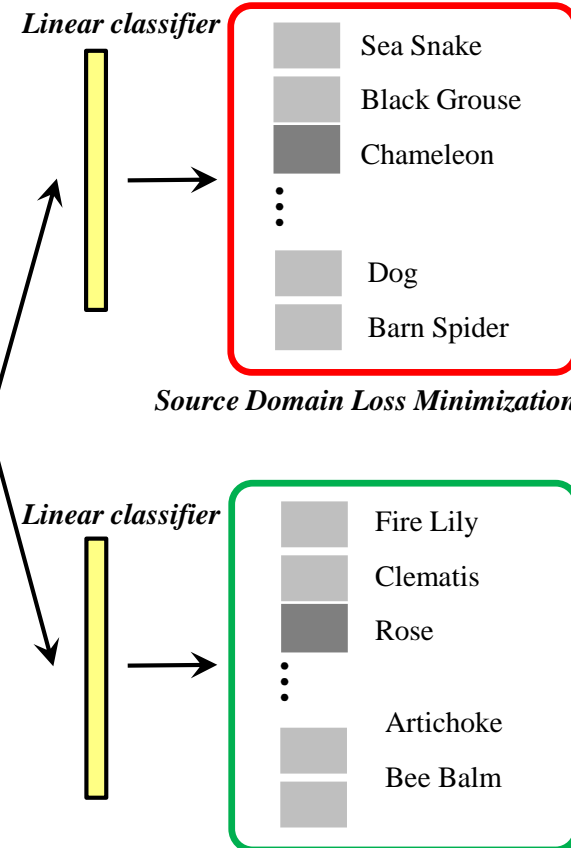 Linear classifier
Sea Snake
Black Grouse
Chameleon
Dog
Barn Spider
Source Domain Loss Minimization
Linear classifier
Fire Lily
Clematis
Rose
Artichoke
Bee Balm